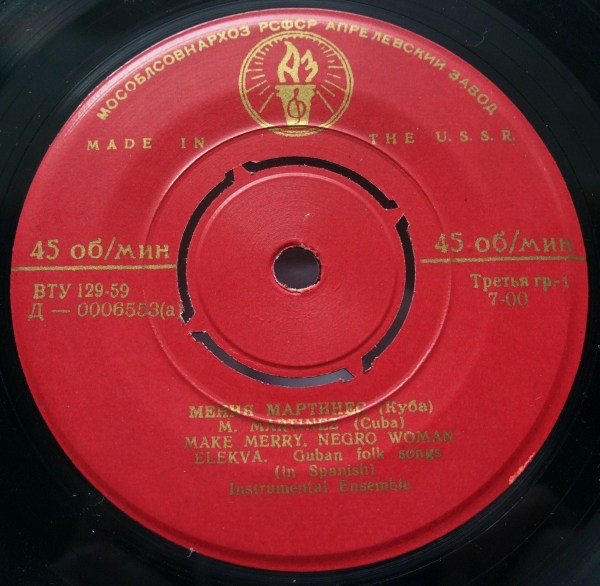 МОСОБЛСОВНАРХОЗ РСФСР АПРЕЛЕВСКИЙ ЗАВОД
АЗ
MADE IN THE U.S.S.R.
45 об/мин 45 об/мин
ВТУ 129-59 Третья гр.-1
Д — 0006553(а) 7-00
МЕНИЯ МАРТИНЕС (Куба)
M. MARTINEZ (Cuba)
MAKE MERRY, NEGRO WOMAN
ELEKVA. Guban folk songs
(In Spanish)
Instrumental Ensemble